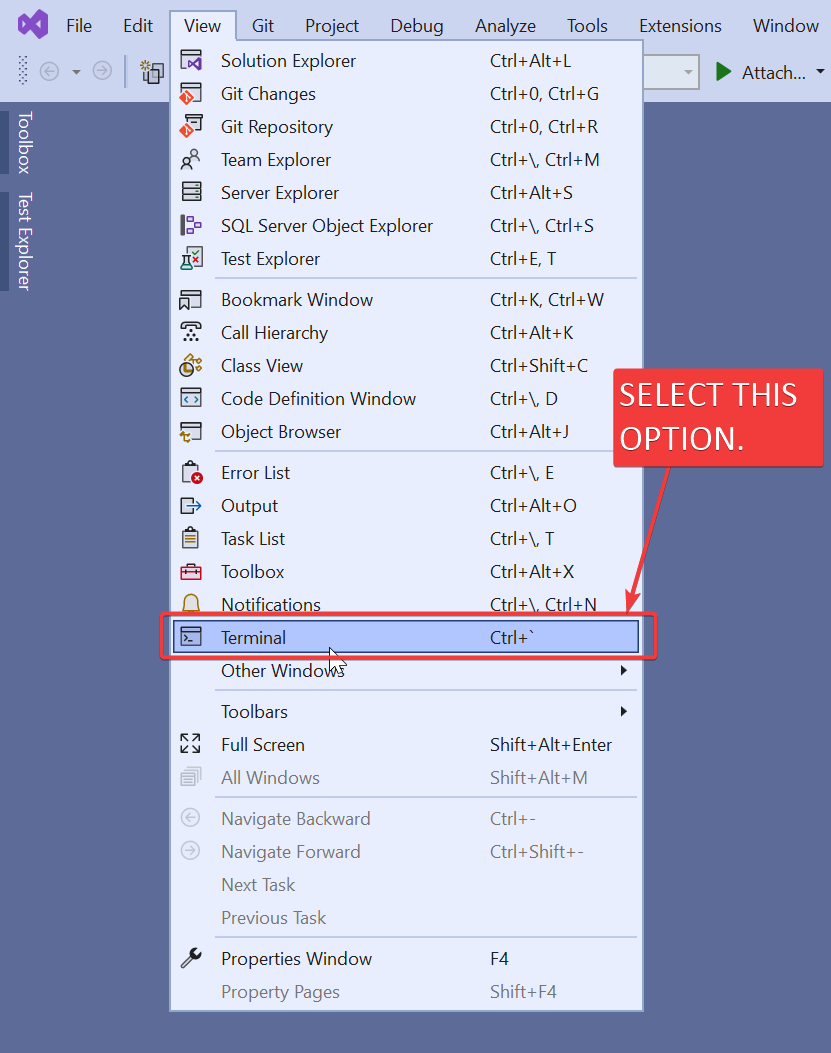 File Edit View Git Project Debug Analyze Tools Extensions Window
Attach...
Toolbox
Test Explorer
Solution Explorer Ctrl+Alt+L
Git Changes Ctrl+0, Ctrl+G
Git Repository Ctrl+0, Ctrl+R
Team Explorer Ctrl+\, Ctrl+M
Server Explorer Ctrl+Alt+S
SQL Server Object Explorer Ctrl+\, Ctrl+S
Test Explorer Ctrl+E, T
Bookmark Window Ctrl+K, Ctrl+W
Call Hierarchy Ctrl+Alt+K
Class View Ctrl+Shift+C
Code Definition Window Ctrl+\, D
Object Browser Ctrl+Alt+J
SELECT THIS
OPTION.
Error List Ctrl+\, E
Output Ctrl+Alt+O
Task List Ctrl+\, T
Toolbox Ctrl+Alt+X
Notifications Ctrl+\, Ctrl+N
Terminal Ctrl+`
Other Windows
Toolbars
Full Screen Shift+Alt+Enter
All Windows Shift+Alt+M
Navigate Backward Ctrl+-
Navigate Forward Ctrl+Shift+-
Next Task
Previous Task
Properties Window F4
Property Pages Shift+F4